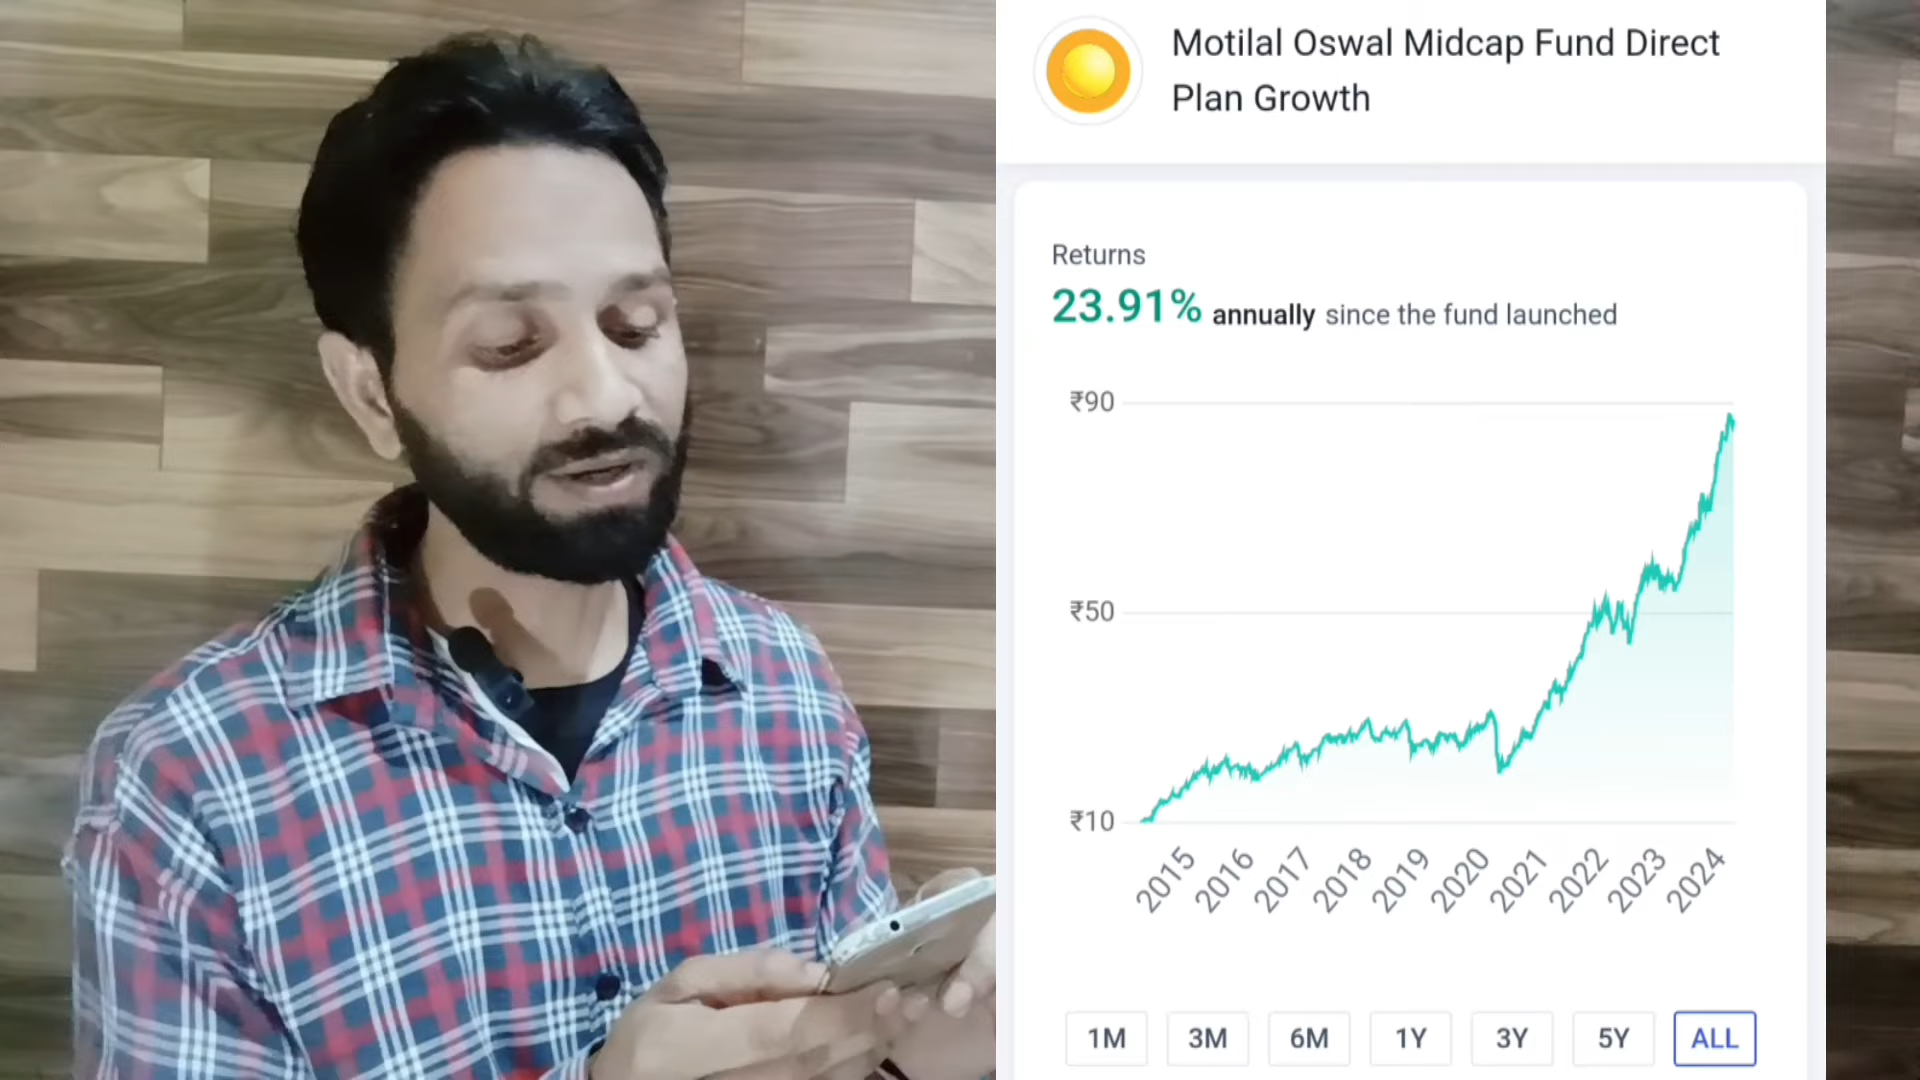 Motilal Oswal Midcap Fund Direct
Plan Growth
Returns
23.91% annually since the fund launched
₹90
₹50
₹10
2015 2016 2017 2018 2019 2020 2021 2022 2023 2024
1M 3M 6M 1Y 3Y 5Y ALL